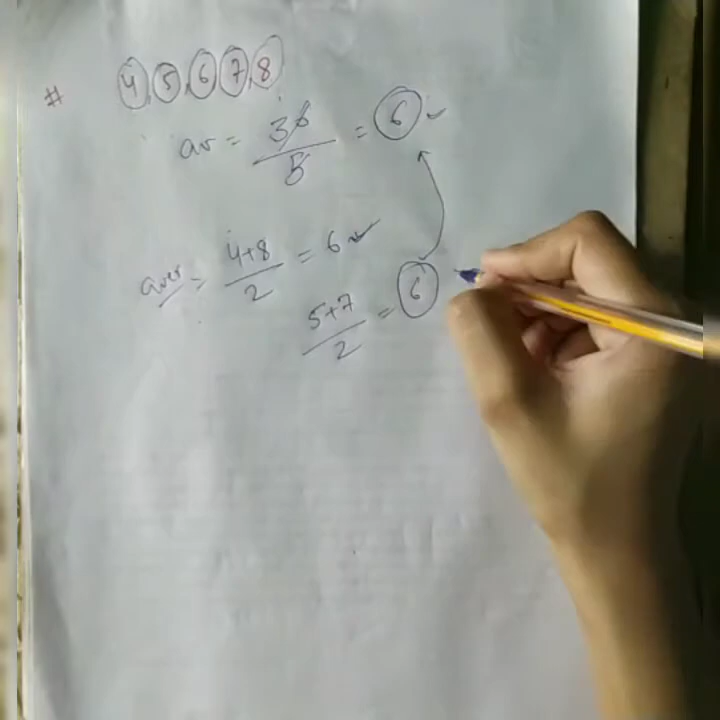 # 4, 5, 6, 7, 8
av = 30/5 = 6
aver = 4+8/2 = 6
5+7/2 = 6